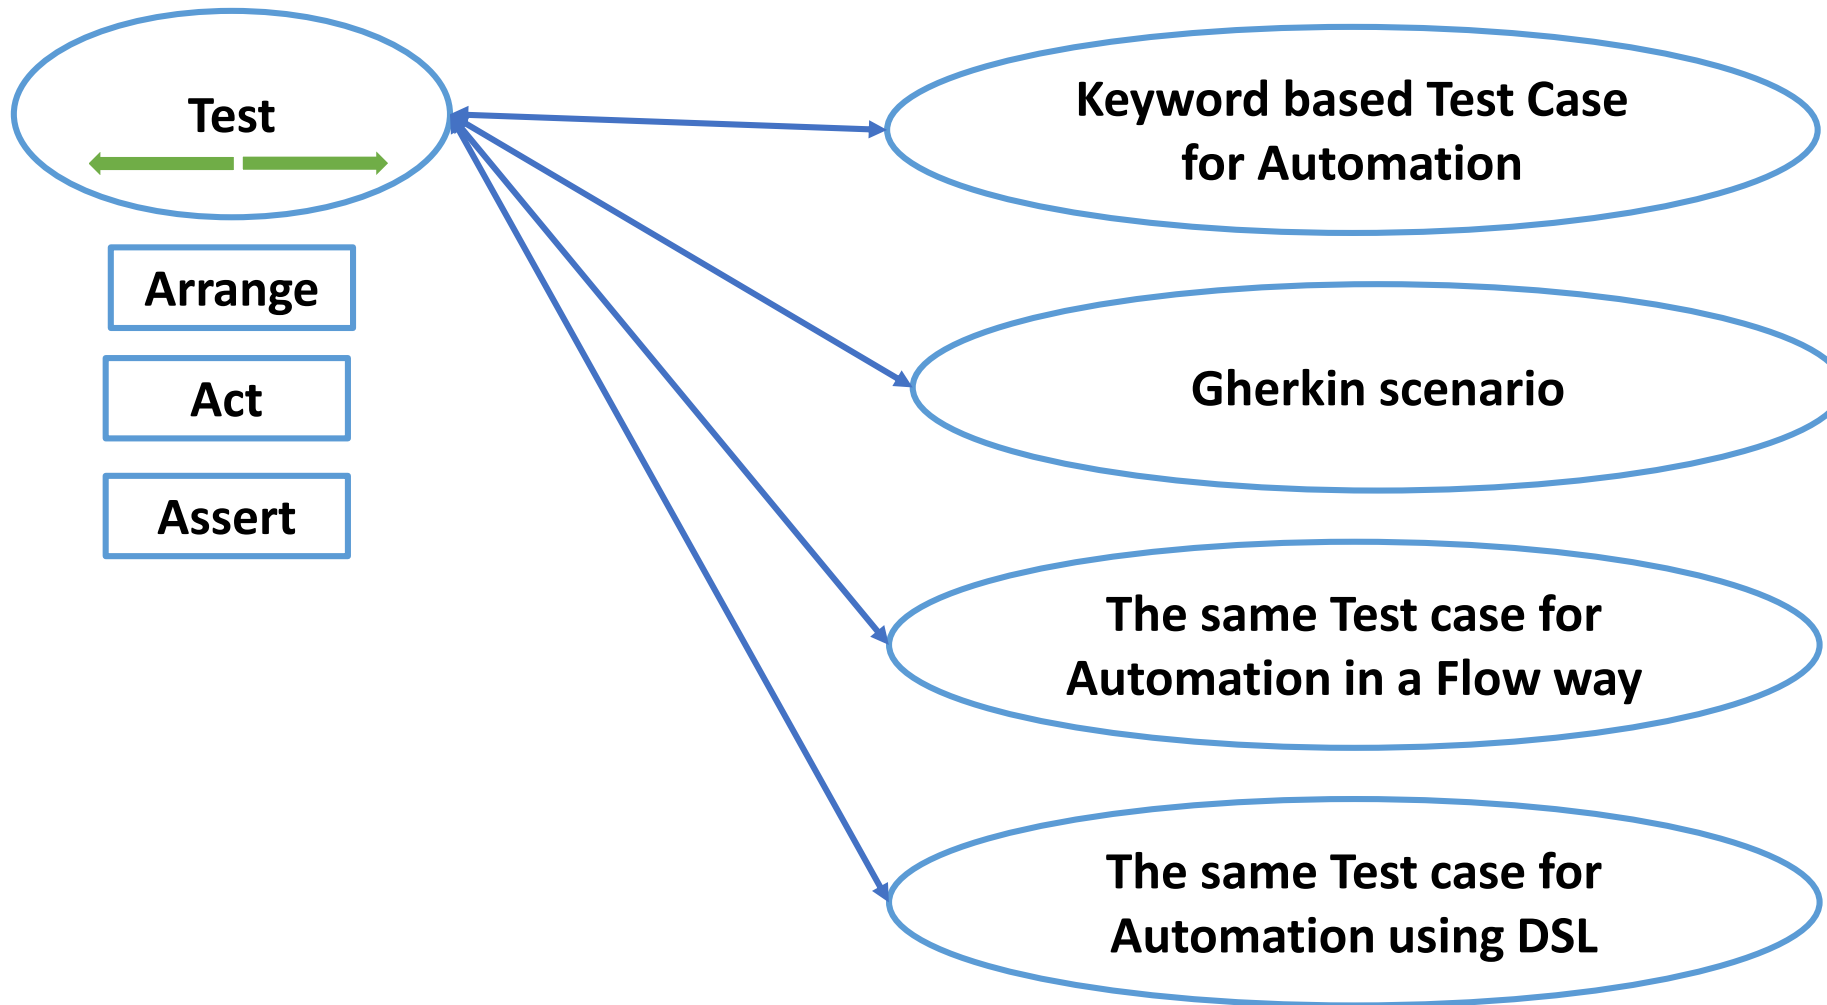 Test
Arrange
Act
Assert
Keyword based Test Case
for Automation
Gherkin scenario
The same Test case for
Automation in a Flow way
The same Test case for
Automation using DSL